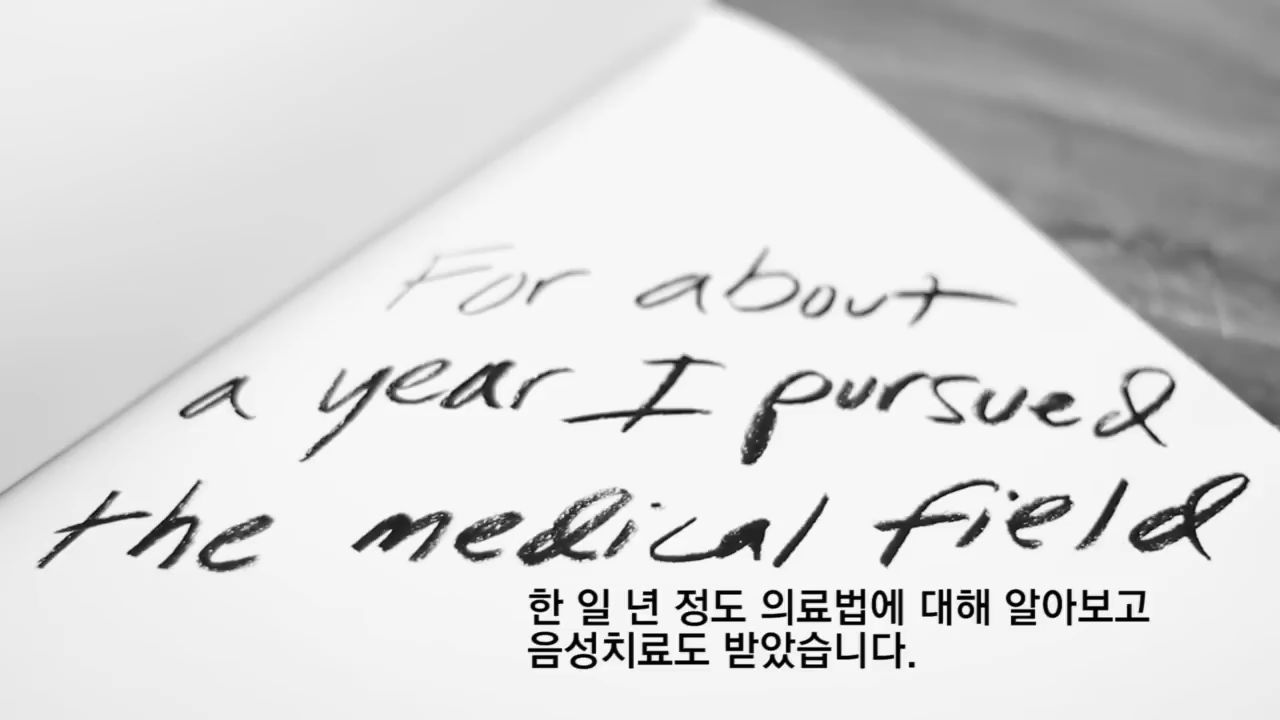 For about
a year I pursued
the medical field
한 일 년 정도 의료법에 대해 알아보고
음성치료도 받았습니다.